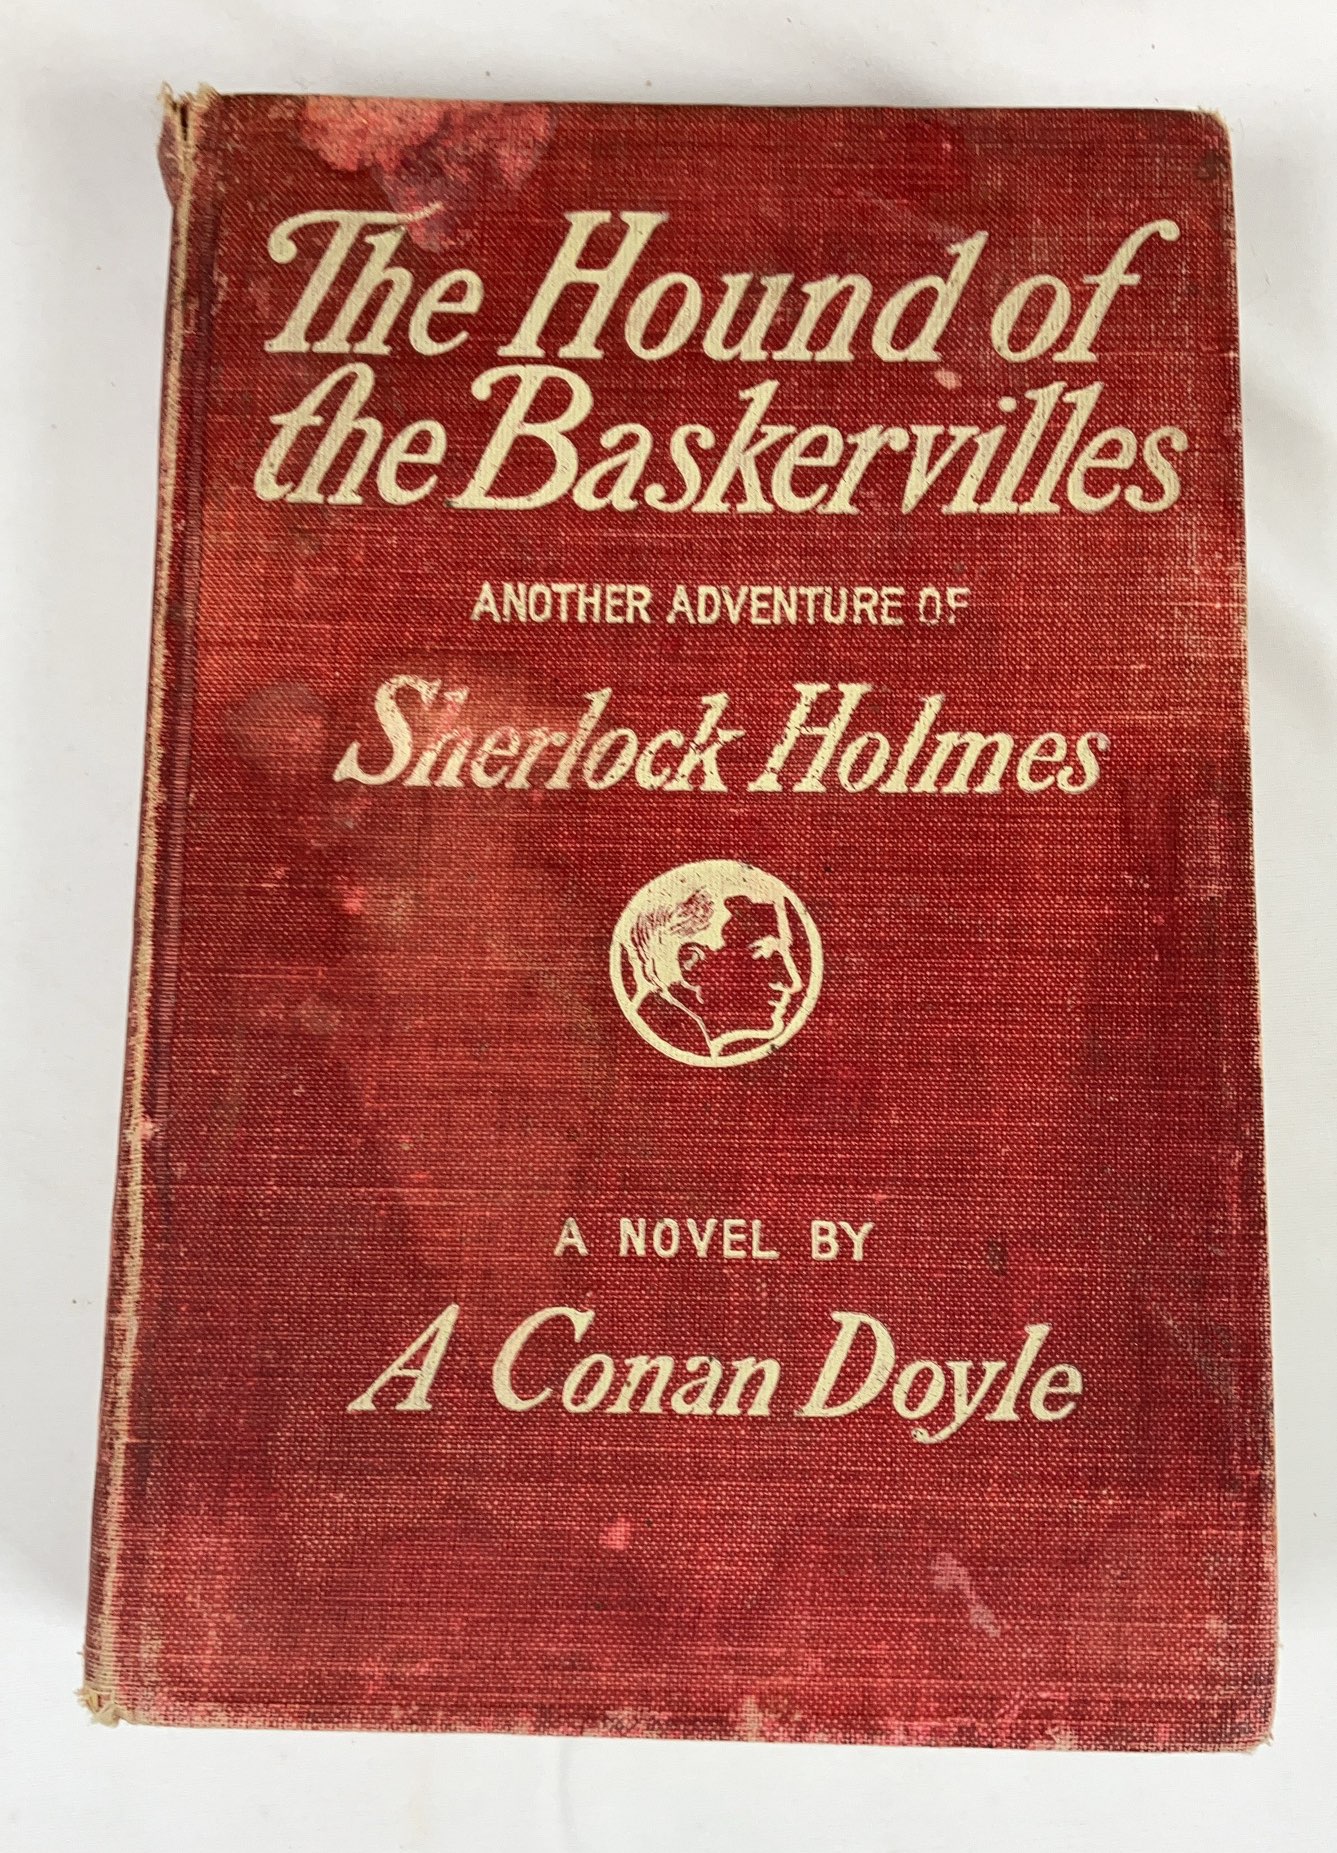 The Hound of
the Baskervilles
ANOTHER ADVENTURE OF
Sherlock Holmes
A NOVEL BY
A Conan Doyle